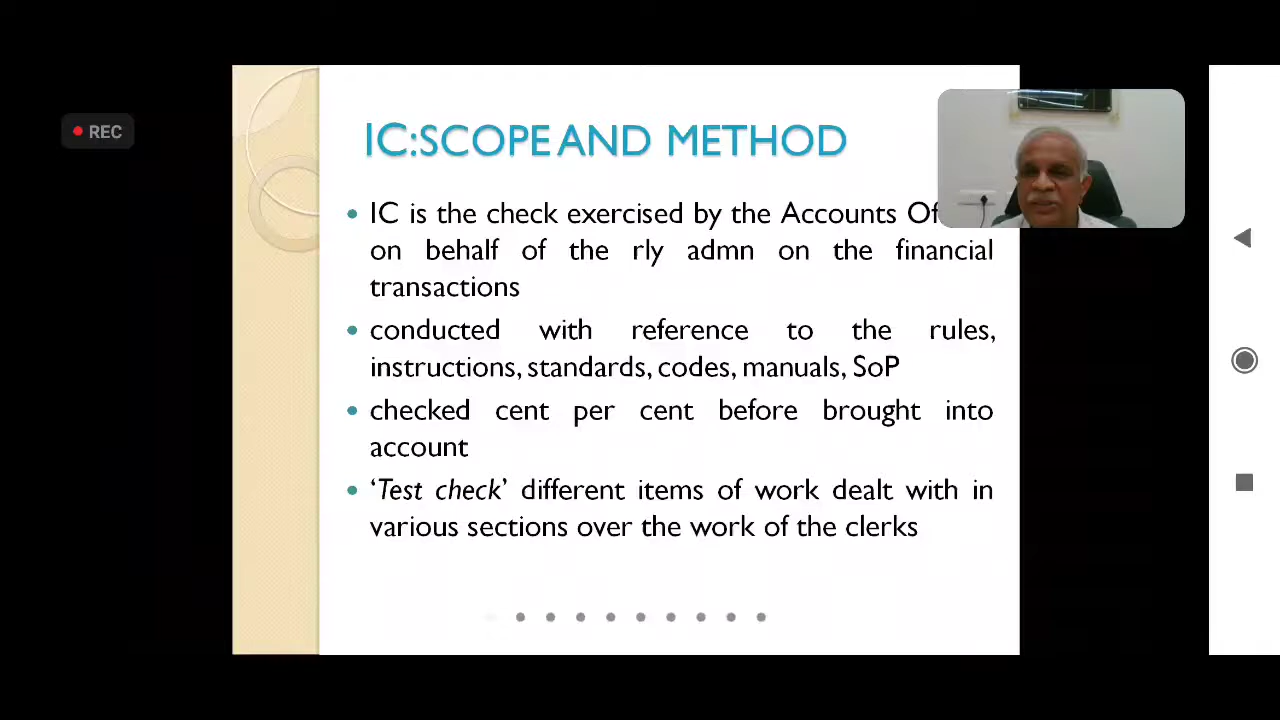 REC
IC:SCOPE AND METHOD
• IC is the check exercised by the Accounts
on behalf of the rly admn on the financial
transactions
• conducted with reference to the rules,
instructions, standards, codes, manuals, SoP
• checked cent per cent before brought into
account
• ‘Test check’ different items of work dealt with in
various sections over the work of the clerks